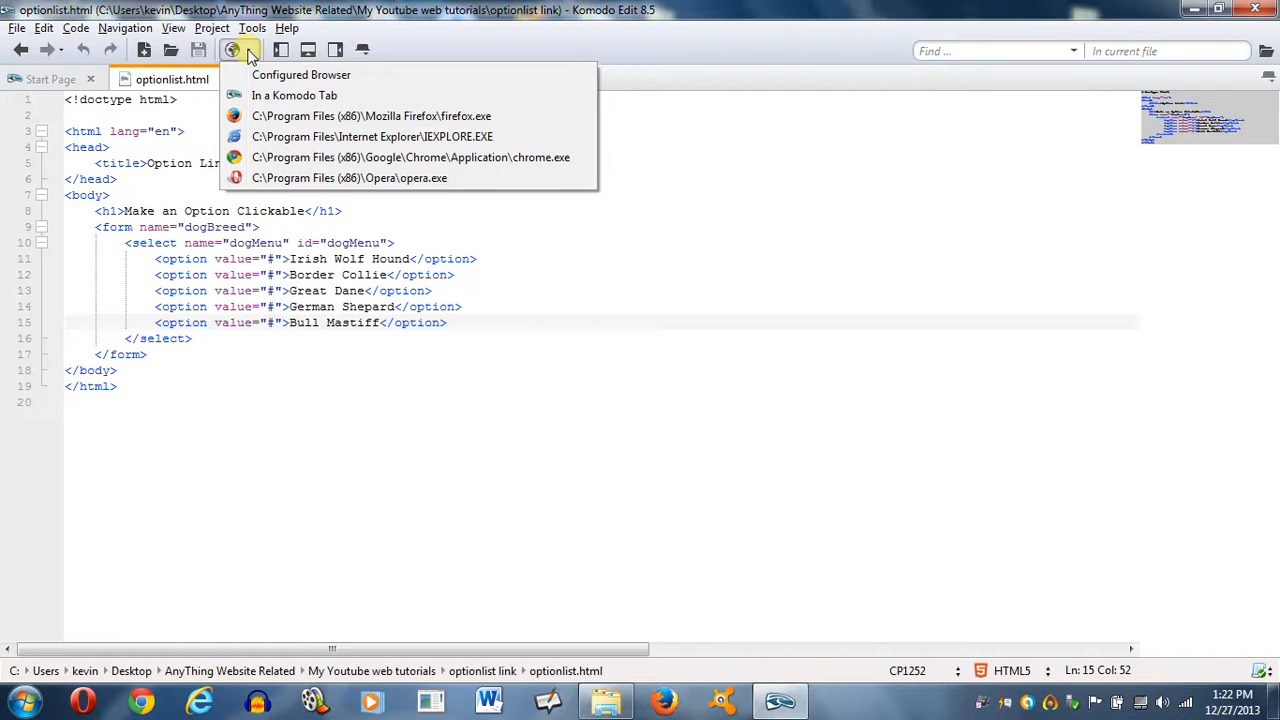 optionlist.html (C:\Users\kevin\Desktop\AnyThing Website Related\My Youtube web tutorials\optionlist link) - Komodo Edit 8.5
File Edit Code Navigation View Project Tools Help
Find ... In current file
Start Page optionlist.html
Configured Browser
In a Komodo Tab
C:\Program Files (x86)\Mozilla Firefox\firefox.exe
C:\Program Files\Internet Explorer\IEXPLORE.EXE
C:\Program Files (x86)\Google\Chrome\Application\chrome.exe
C:\Program Files (x86)\Opera\opera.exe
1 <!doctype html>
2
3 <html lang="en">
4 <head>
5 <title>Option Lin
6 </head>
7 <body>
8 <h1>Make an Option Clickable</h1>
9 <form name="dogBreed">
10 <select name="dogMenu" id="dogMenu">
11 <option value="#">Irish Wolf Hound</option>
12 <option value="#">Border Collie</option>
13 <option value="#">Great Dane</option>
14 <option value="#">German Shepard</option>
15 <option value="#">Bull Mastiff</option>
16 </select>
17 </form>
18 </body>
19 </html>
20
C: Users kevin Desktop AnyThing Website Related My Youtube web tutorials optionlist link optionlist.html CP1252 HTML5 Ln: 15 Col: 52
1:22 PM
12/27/2013